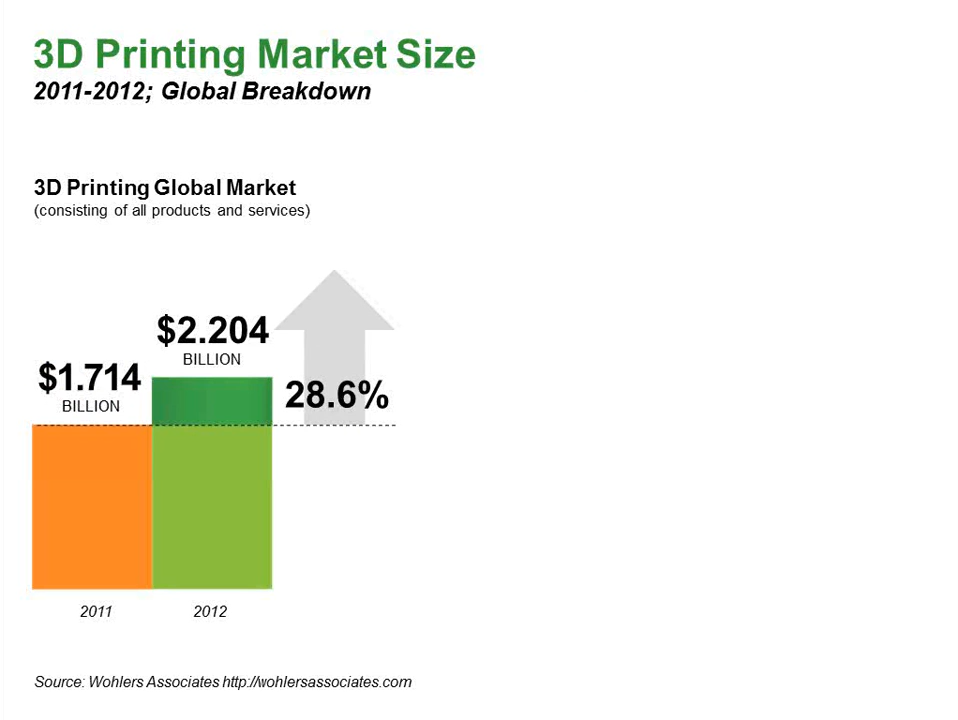 3D Printing Market Size
2011-2012; Global Breakdown
3D Printing Global Market
(consisting of all products and services)
$2.204
BILLION
$1.714
BILLION
28.6%
2011 2012
Source: Wohlers Associates http://wohlersassociates.com